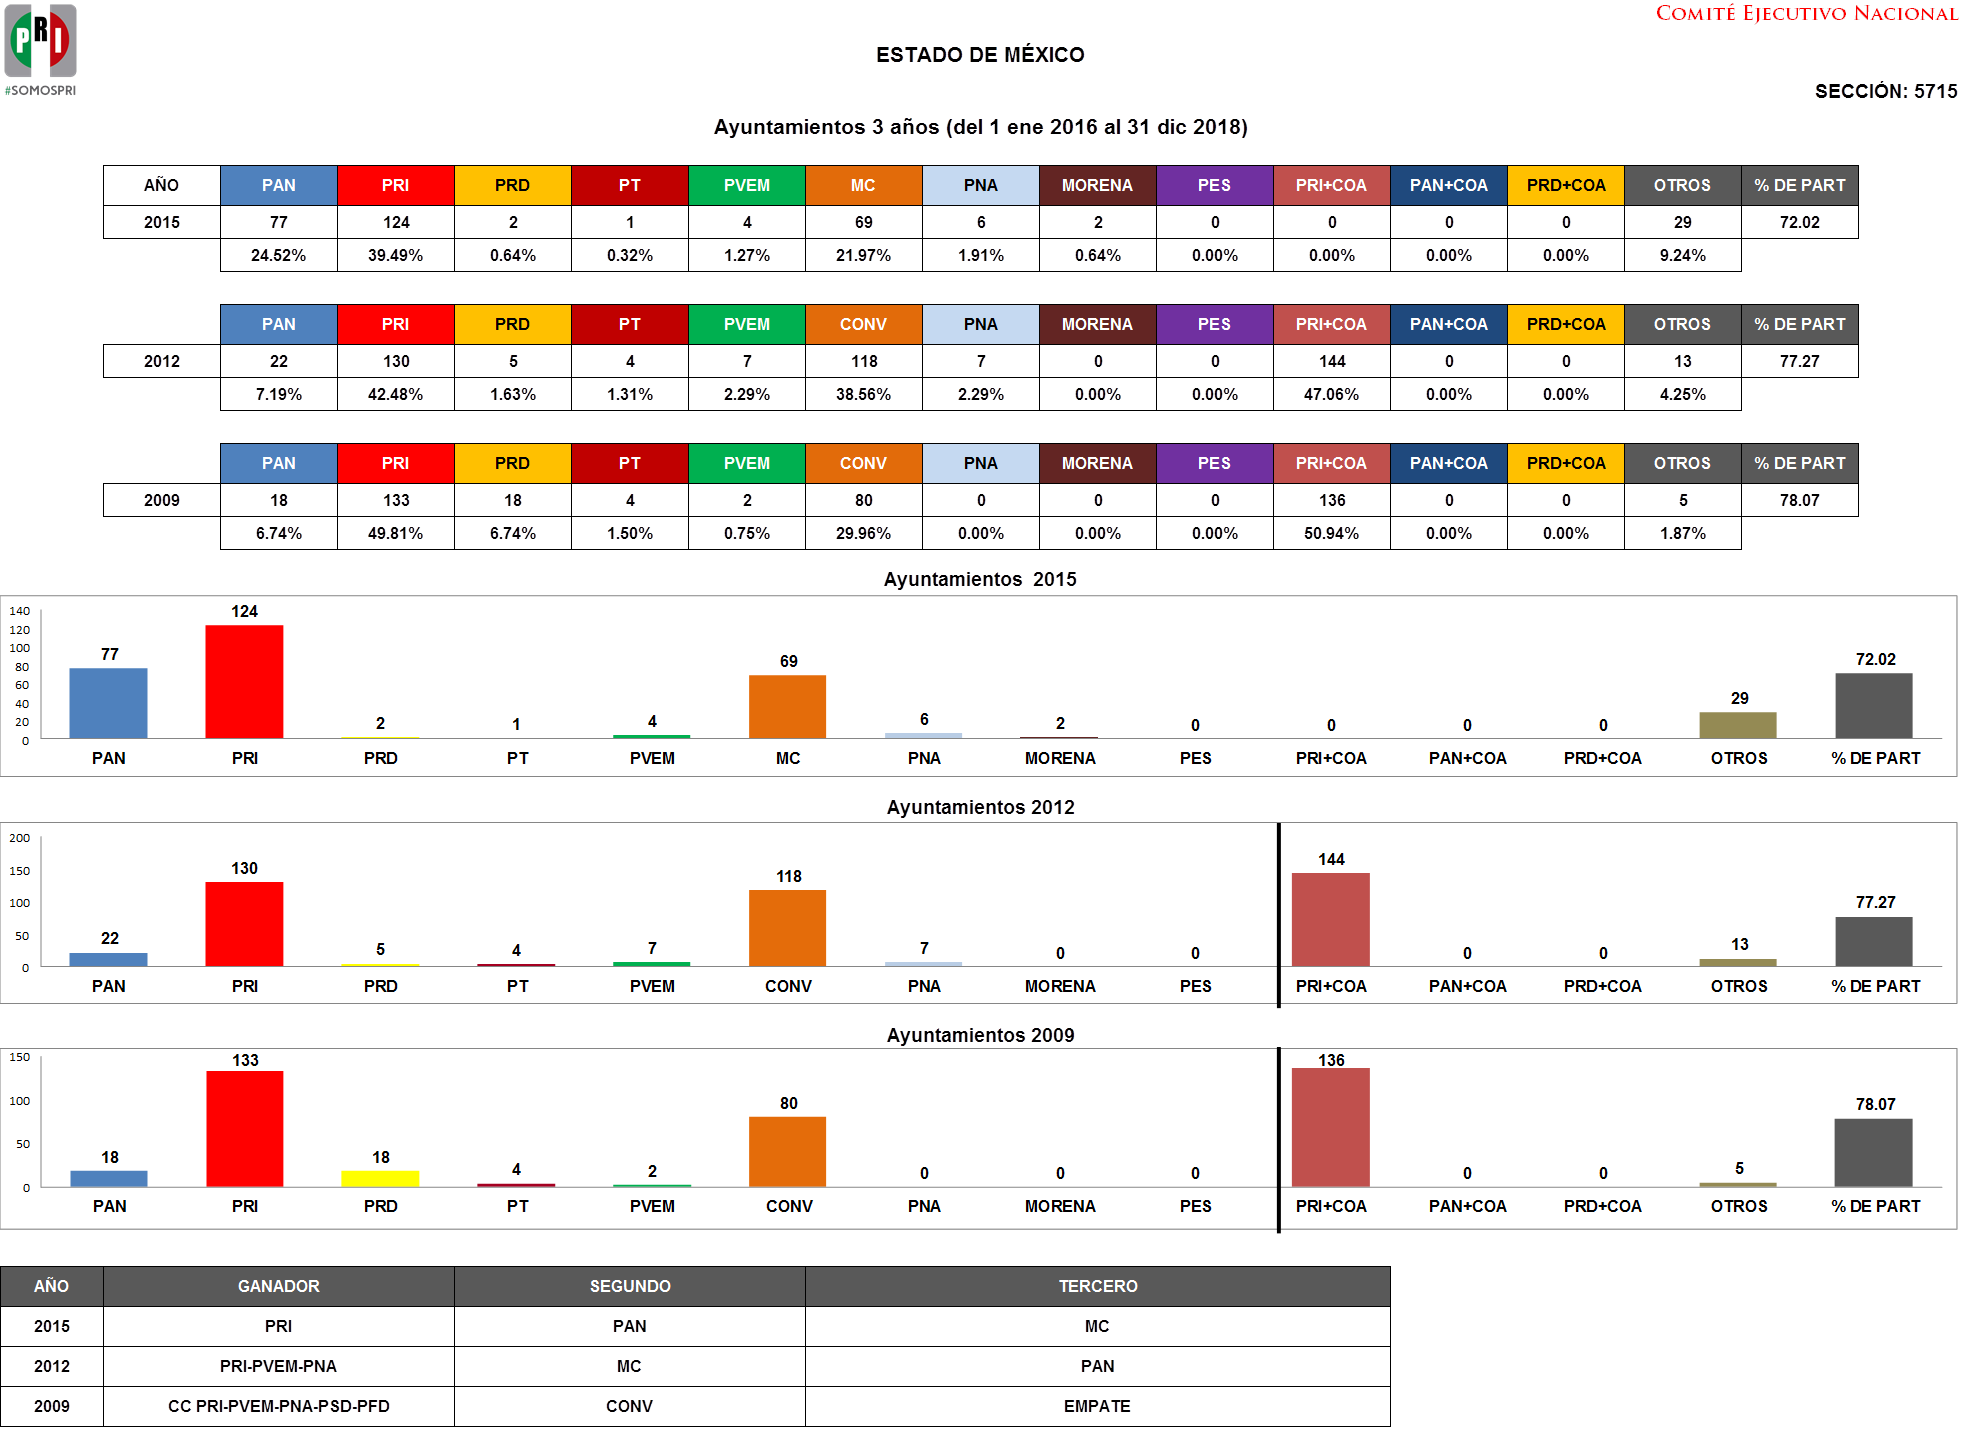 PRI
#SOMOSPRI
COMITÉ EJECUTIVO NACIONAL
ESTADO DE MÉXICO
SECCIÓN: 5715
Ayuntamientos 3 años (del 1 ene 2016 al 31 dic 2018)
AÑO PAN PRI PRD PT PVEM MC PNA MORENA PES PRI+COA PAN+COA PRD+COA OTROS % DE PART
2015 77 124 2 1 4 69 6 2 0 0 0 0 29 72.02
24.52% 39.49% 0.64% 0.32% 1.27% 21.97% 1.91% 0.64% 0.00% 0.00% 0.00% 0.00% 9.24%
PAN PRI PRD PT PVEM CONV PNA MORENA PES PRI+COA PAN+COA PRD+COA OTROS % DE PART
2012 22 130 5 4 7 118 7 0 0 144 0 0 13 77.27
7.19% 42.48% 1.63% 1.31% 2.29% 38.56% 2.29% 0.00% 0.00% 47.06% 0.00% 0.00% 4.25%
PAN PRI PRD PT PVEM CONV PNA MORENA PES PRI+COA PAN+COA PRD+COA OTROS % DE PART
2009 18 133 18 4 2 80 0 0 0 136 0 0 5 78.07
6.74% 49.81% 6.74% 1.50% 0.75% 29.96% 0.00% 0.00% 0.00% 50.94% 0.00% 0.00% 1.87%
Ayuntamientos 2015
140
120
100
80
60
40
20
0
77 124 2 1 4 69 6 2 0 0 0 0 29 72.02
PAN PRI PRD PT PVEM MC PNA MORENA PES PRI+COA PAN+COA PRD+COA OTROS % DE PART
Ayuntamientos 2012
200
150
100
50
0
22 130 5 4 7 118 7 0 0 144 0 0 13 77.27
PAN PRI PRD PT PVEM CONV PNA MORENA PES PRI+COA PAN+COA PRD+COA OTROS % DE PART
Ayuntamientos 2009
150
100
50
0
18 133 18 4 2 80 0 0 0 136 0 0 5 78.07
PAN PRI PRD PT PVEM CONV PNA MORENA PES PRI+COA PAN+COA PRD+COA OTROS % DE PART
AÑO GANADOR SEGUNDO TERCERO
2015 PRI PAN MC
2012 PRI-PVEM-PNA MC PAN
2009 CC PRI-PVEM-PNA-PSD-PFD CONV EMPATE